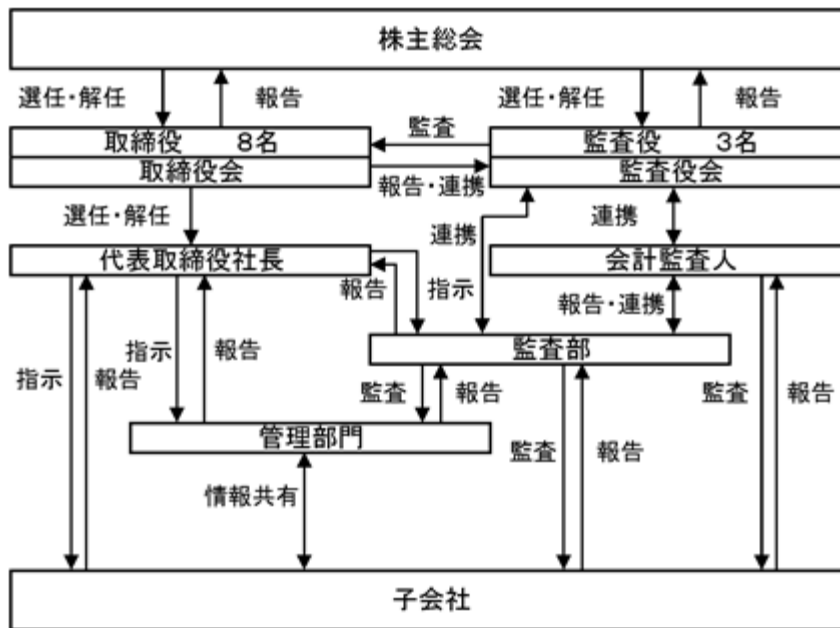 株主総会
選任・解任
報告
選任・解任
報告
取締役 8名
監査
監査役 3名
取締役会
報告・連携
監査役会
選任・解任
連携
連携
代表取締役社長
会計監査人
報告
指示
報告・連携
監査部
指示
報告
指示
報告
監査
報告
監査
報告
管理部門
監査
報告
情報共有
子会社